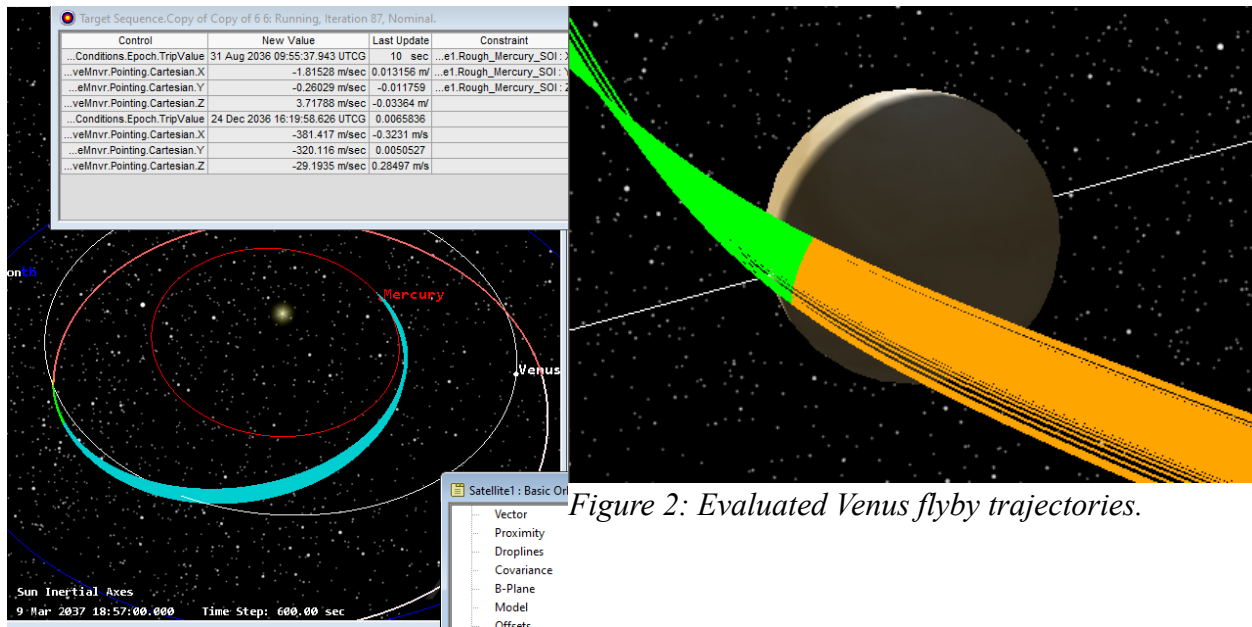 Target Sequence.Copy of Copy of 6 6: Running, Iteration 87, Nominal.
Control New Value Last Update Constraint
...Conditions.Epoch.TripValue 31 Aug 2036 09:55:37.943 UTCG 10 sec ...e1.Rough_Mercury_SOI : X
...veMnvr.Pointing.Cartesian.X -1.81528 m/sec 0.013156 m/ ...e1.Rough_Mercury_SOI : Y
...eMnvr.Pointing.Cartesian.Y -0.26029 m/sec -0.011759 ...e1.Rough_Mercury_SOI : Z
...veMnvr.Pointing.Cartesian.Z 3.71788 m/sec -0.03364 m/
...Conditions.Epoch.TripValue 24 Dec 2036 16:19:58.626 UTCG 0.0065836
...veMnvr.Pointing.Cartesian.X -381.417 m/sec -0.3231 m/s
...eMnvr.Pointing.Cartesian.Y -320.116 m/sec 0.0050527
...veMnvr.Pointing.Cartesian.Z -29.1935 m/sec 0.28497 m/s
Mercury
Venus
Sun Inertial Axes
9 Mar 2037 18:57:00.000 Time Step: 600.00 sec
Satellite1 : Basic Or
Vector
Proximity
Droplines
Covariance
B-Plane
Model
Offsets
Figure 2: Evaluated Venus flyby trajectories.